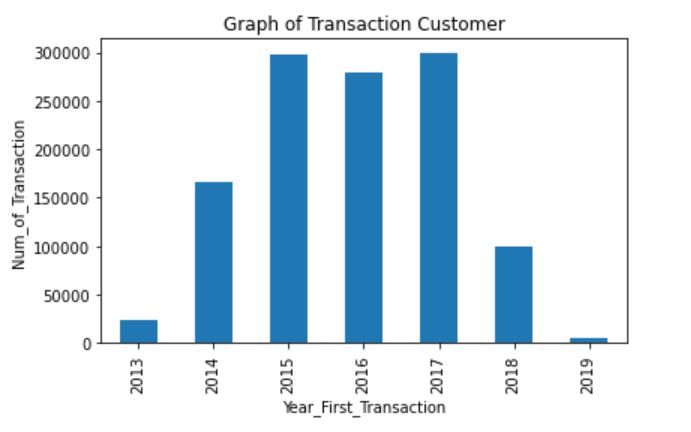 Graph of Transaction Customer
300000
250000
200000
150000
100000
50000
0
Num_of_Transaction
2013 2014 2015 2016 2017 2018 2019
Year_First_Transaction